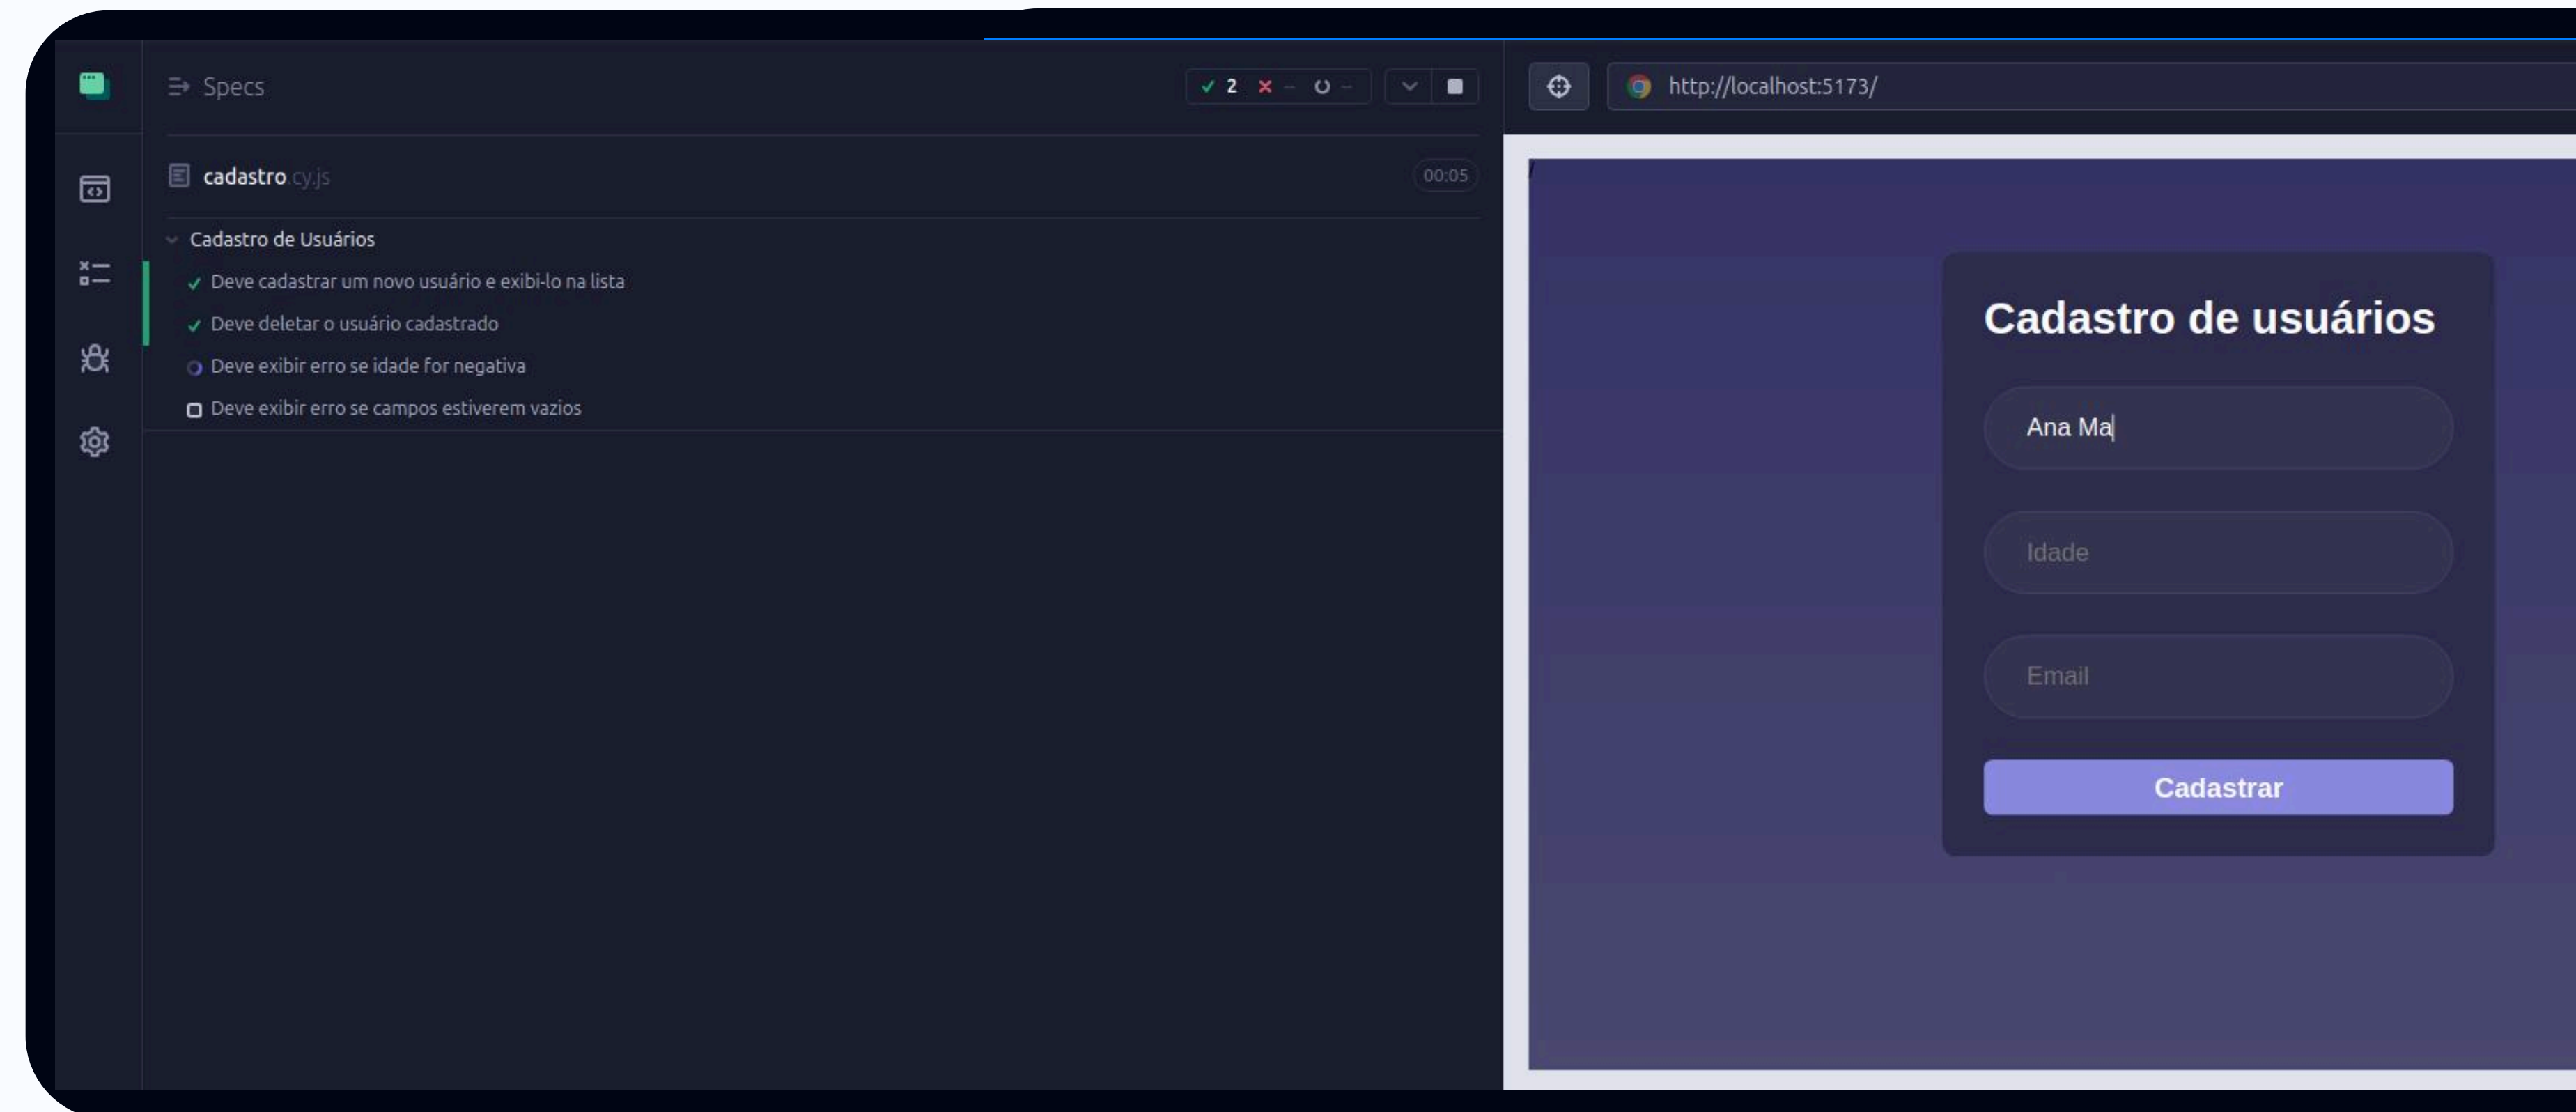 Specs
2 -- --
http://localhost:5173/
cadastro.cy.js
00:05
Cadastro de Usuários
Deve cadastrar um novo usuário e exibi-lo na lista
Deve deletar o usuário cadastrado
Deve exibir erro se idade for negativa
Deve exibir erro se campos estiverem vazios
Cadastro de usuários
Ana Ma
Idade
Email
Cadastrar